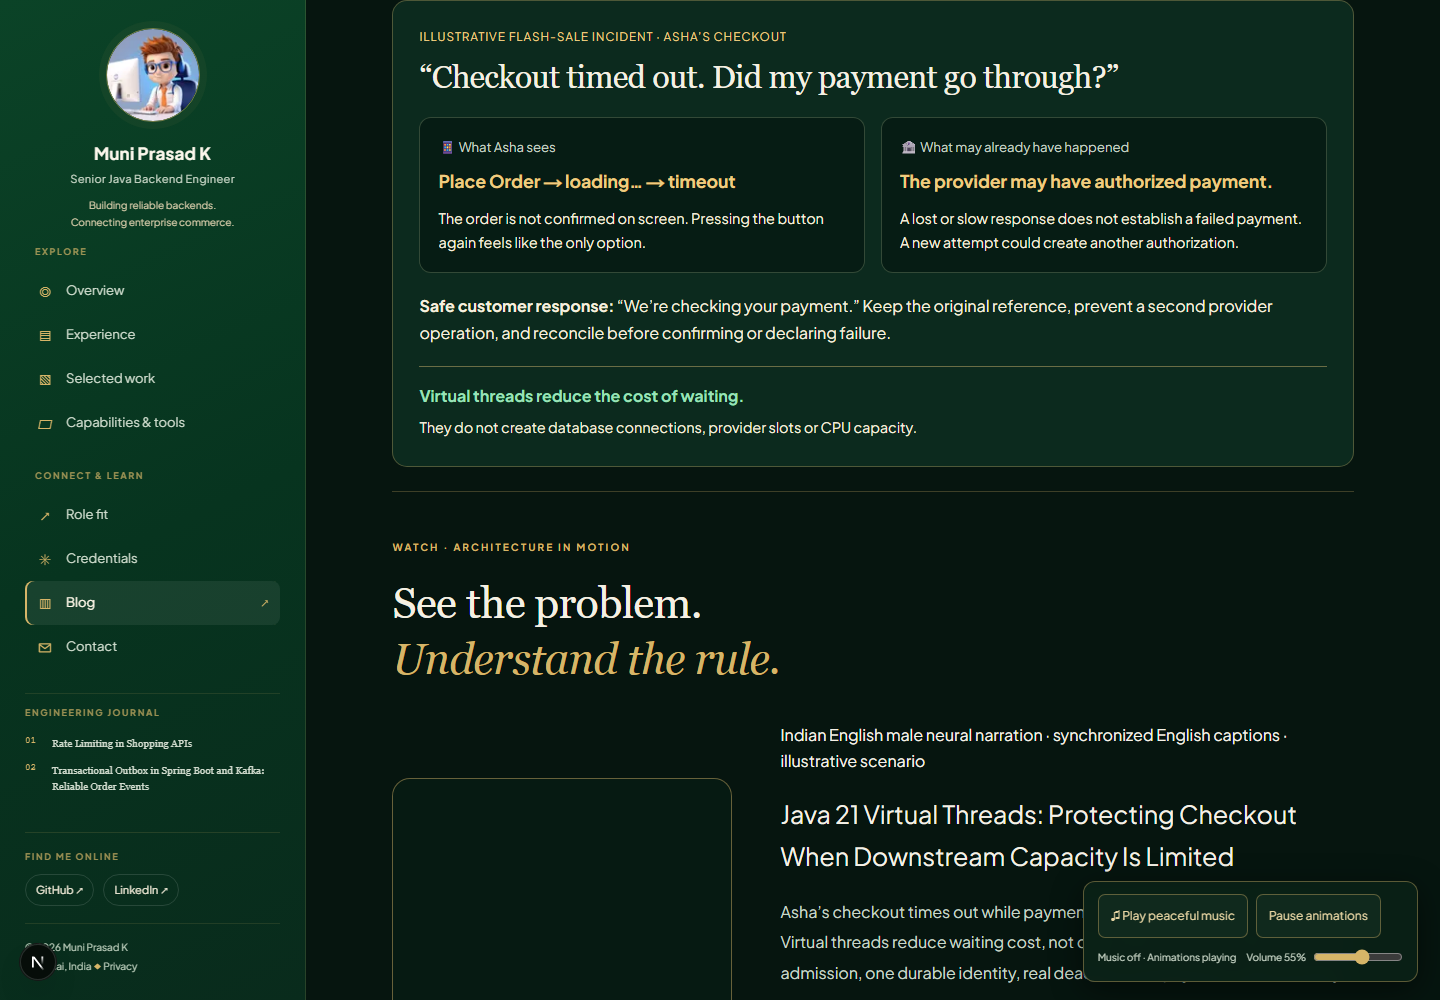 Muni Prasad K
Senior Java Backend Engineer
Building reliable backends.
Connecting enterprise commerce.
EXPLORE
Overview
Experience
Selected work
Capabilities & tools
CONNECT & LEARN
Role fit
Credentials
Blog ↗
Contact
ENGINEERING JOURNAL
01 Rate Limiting in Shopping APIs
02 Transactional Outbox in Spring Boot and Kafka:
Reliable Order Events
FIND ME ONLINE
GitHub ↗ LinkedIn ↗
26 Muni Prasad K
India ◆ Privacy
N
ILLUSTRATIVE FLASH-SALE INCIDENT · ASHA'S CHECKOUT
“Checkout timed out. Did my payment go through?”
What Asha sees
Place Order → loading… → timeout
The order is not confirmed on screen. Pressing the button
again feels like the only option.
What may already have happened
The provider may have authorized payment.
A lost or slow response does not establish a failed payment.
A new attempt could create another authorization.
Safe customer response: “We’re checking your payment.” Keep the original reference, prevent a second provider
operation, and reconcile before confirming or declaring failure.
Virtual threads reduce the cost of waiting.
They do not create database connections, provider slots or CPU capacity.
WATCH · ARCHITECTURE IN MOTION
See the problem.
Understand the rule.
Indian English male neural narration · synchronized English captions ·
illustrative scenario
Java 21 Virtual Threads: Protecting Checkout
When Downstream Capacity Is Limited
Asha’s checkout times out while
Virtual threads reduce waiting cost, not
admission, one durable identity, real
♫ Play peaceful music
Pause animations
Music off · Animations playing Volume 55%